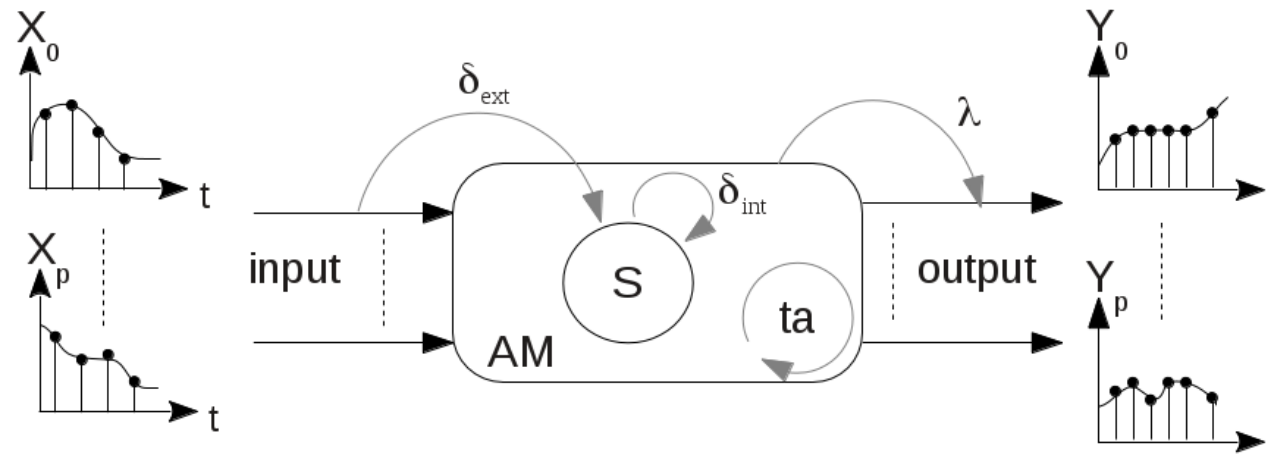 X₀
t
Xₚ
t
input
δₑₓₜ
S
δᵢₙₜ
ta
AM
λ
output
Y₀
Yₚ